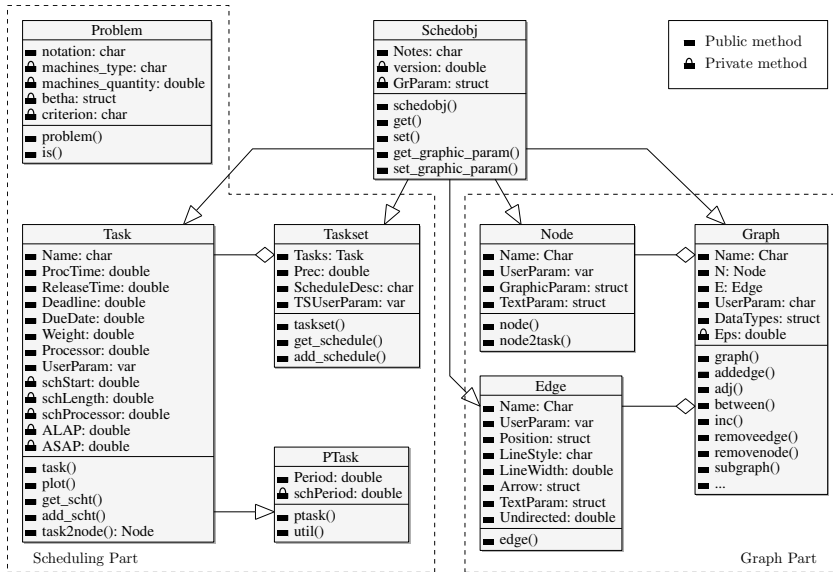 Problem
notation: char
machines_type: char
machines_quantity: double
betha: struct
criterion: char
problem()
is()
Schedobj
Notes: char
version: double
GrParam: struct
schedobj()
get()
set()
get_graphic_param()
set_graphic_param()
Public method
Private method
Task
Name: char
ProcTime: double
ReleaseTime: double
Deadline: double
DueDate: double
Weight: double
Processor: double
UserParam: var
schStart: double
schLength: double
schProcessor: double
ALAP: double
ASAP: double
task()
plot()
get_scht()
add_scht()
task2node(): Node
Taskset
Tasks: Task
Prec: double
ScheduleDesc: char
TSUserParam: var
taskset()
get_schedule()
add_schedule()
PTask
Period: double
schPeriod: double
ptask()
util()
Scheduling Part
Node
Name: Char
UserParam: var
GraphicParam: struct
TextParam: struct
node()
node2task()
Edge
Name: Char
UserParam: var
Position: struct
LineStyle: char
LineWidth: double
Arrow: struct
TextParam: struct
Undirected: double
edge()
Graph
Name: Char
N: Node
E: Edge
UserParam: char
DataTypes: struct
Eps: double
graph()
addedge()
adj()
between()
inc()
removeedge()
removenode()
subgraph()
...
Graph Part